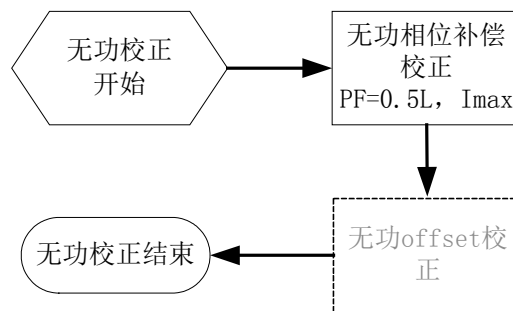 无功校正
开始
无功相位补偿
校正
PF=0.5L，Imax
无功offset校
正
无功校正结束